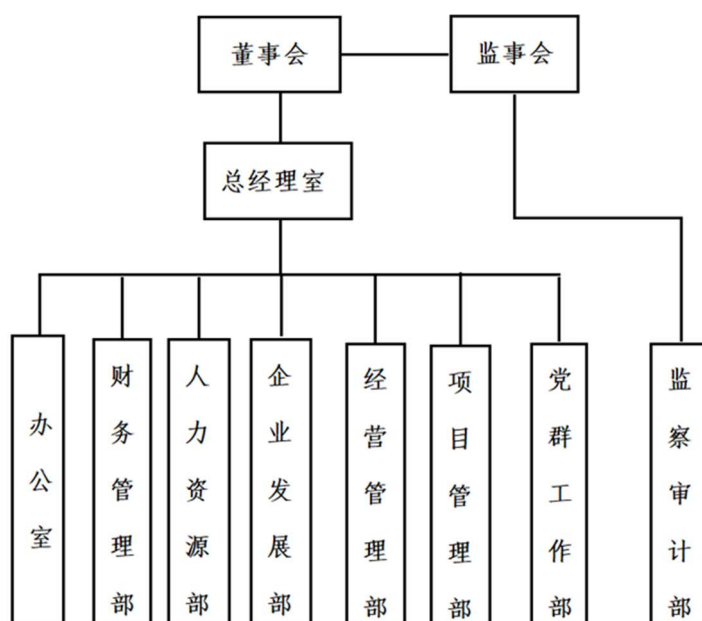 董事会
监事会
总经理室
办公室
财务管理部
人力资源部
企业发展部
经营管理部
项目管理部
党群工作部
监察审计部